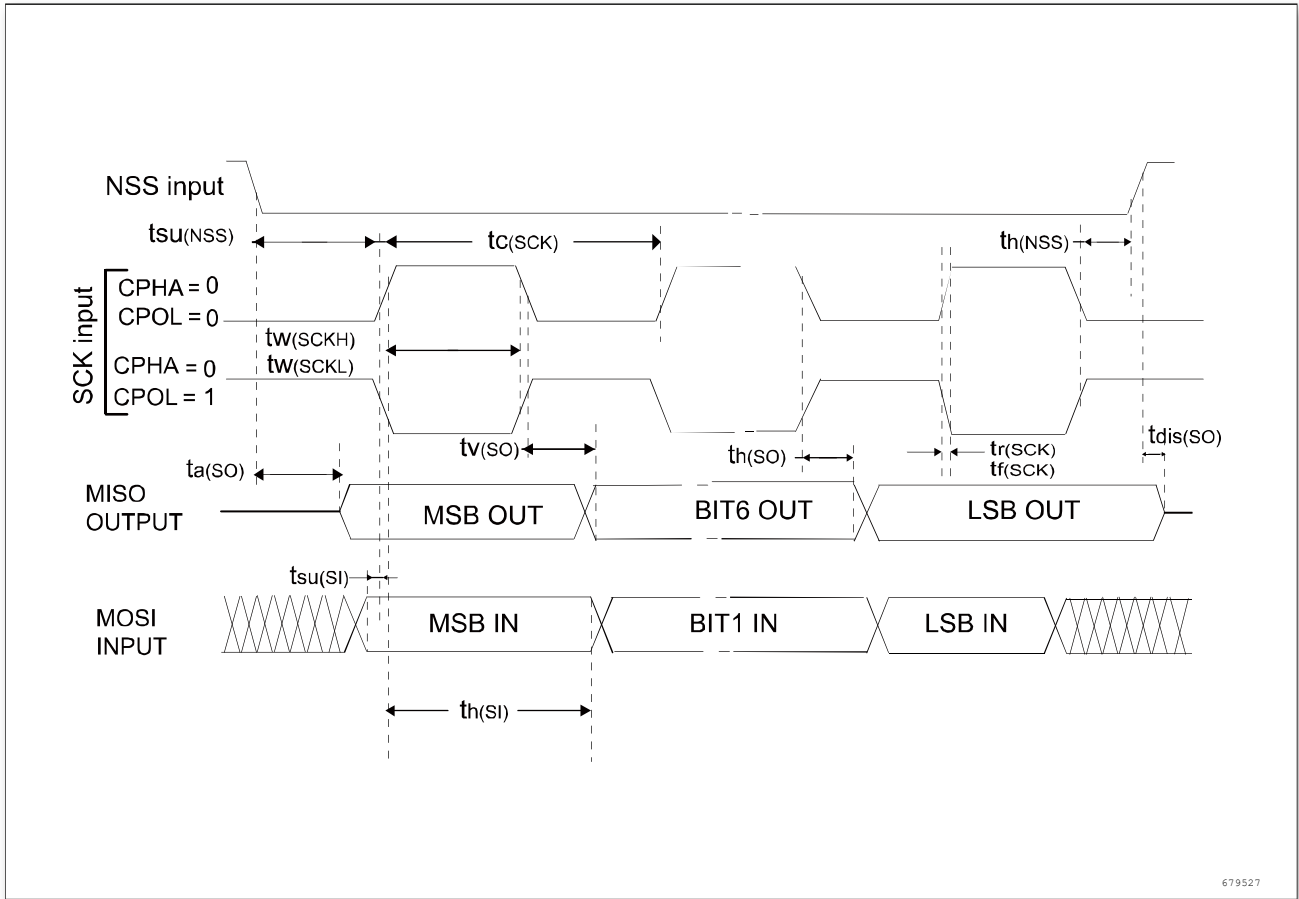 NSS input
tsu(NSS)
tc(SCK)
th(NSS)
SCK input
CPHA = 0
CPOL = 0
tw(SCKH)
CPHA = 0
tw(SCKL)
CPOL = 1
tv(SO)
th(SO)
tr(SCK)
tf(SCK)
tdis(SO)
ta(SO)
MISO
OUTPUT
MSB OUT
BIT6 OUT
LSB OUT
tsu(SI)
MOSI
INPUT
MSB IN
BIT1 IN
LSB IN
th(SI)
679527